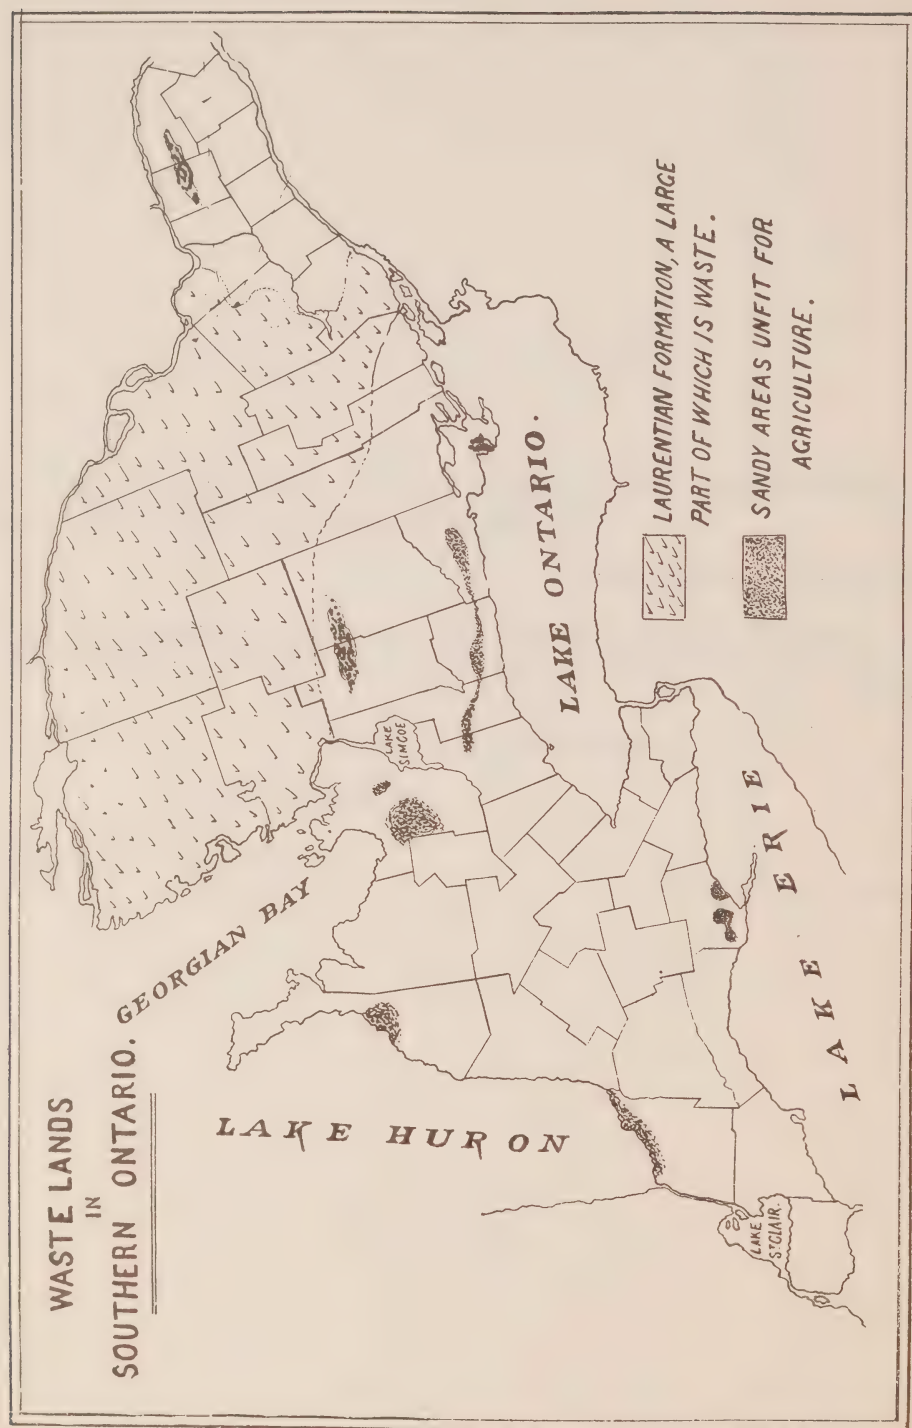 WASTE LANDS
IN
SOUTHERN ONTARIO.
GEORGIAN BAY
LAKE HURON
LAKE
SIMCOE
LAKE ONTARIO.
LAKE ERIE
LAKE
ST CLAIR.
LAURENTIAN FORMATION, A LARGE
PART OF WHICH IS WASTE.
SANDY AREAS UNFIT FOR
AGRICULTURE.